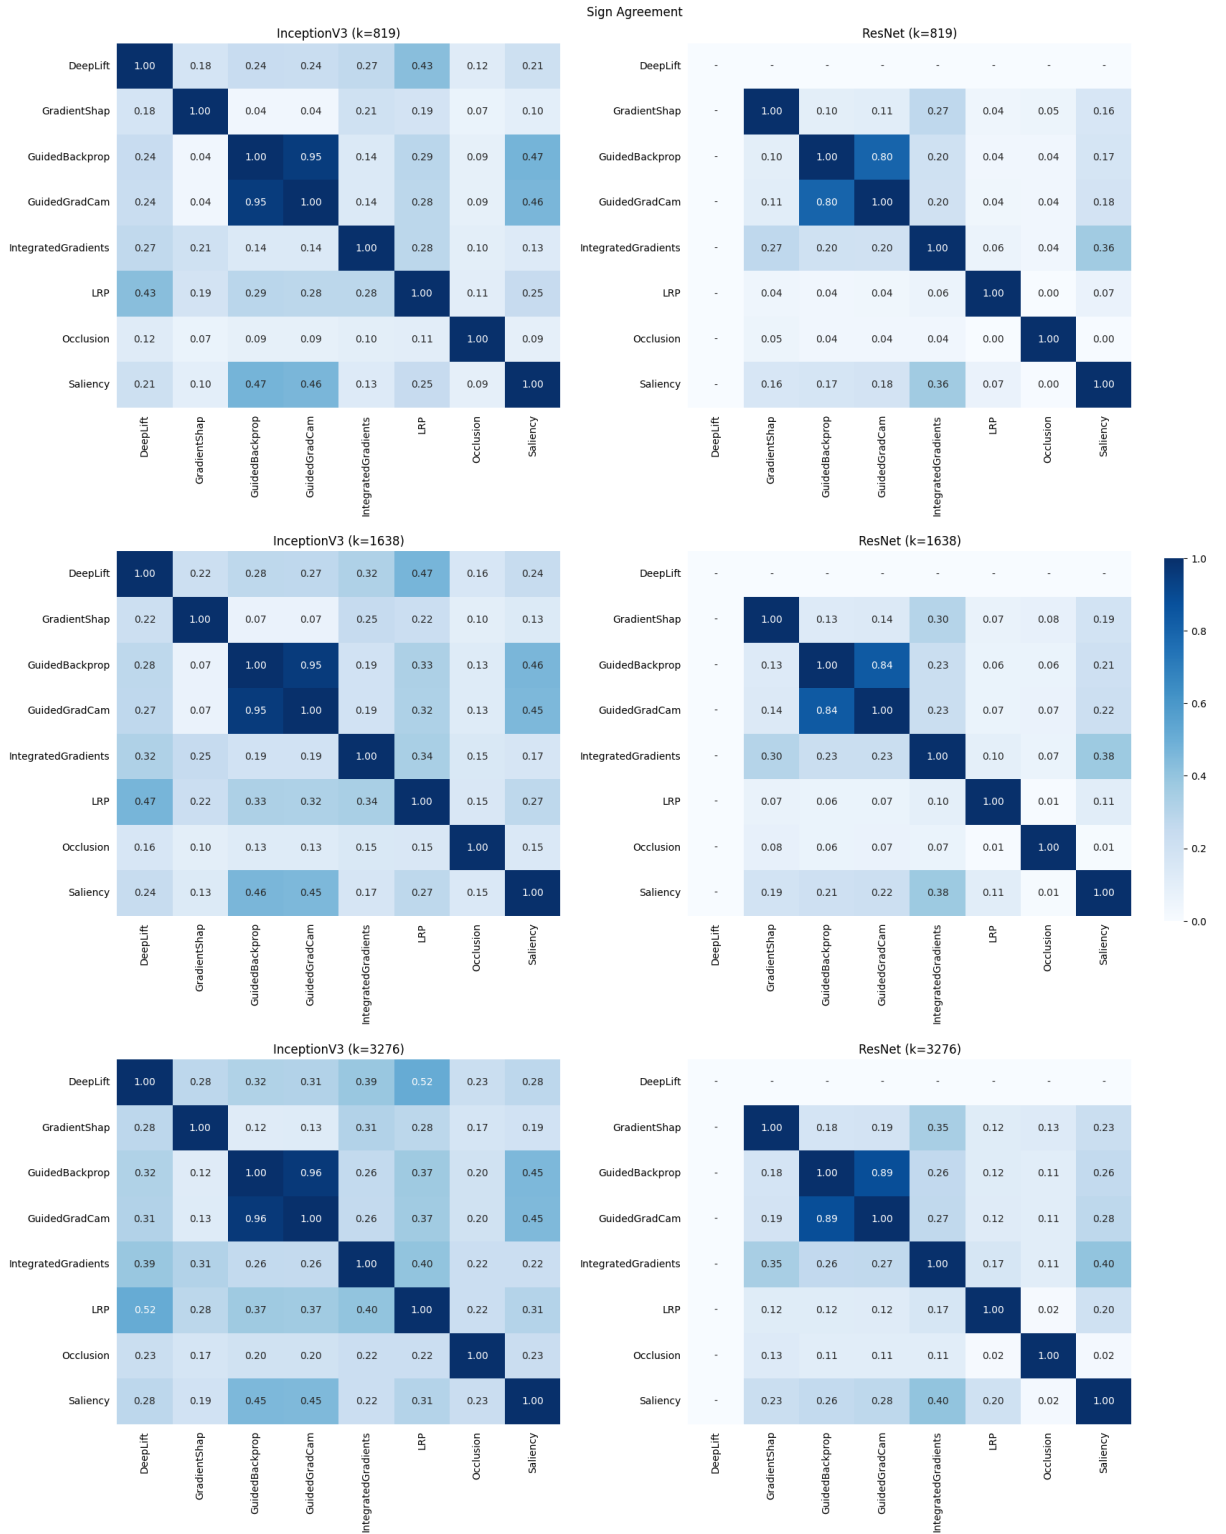 Sign Agreement
InceptionV3 (k=819)
DeepLift 1.00 0.18 0.24 0.24 0.27 0.43 0.12 0.21
GradientShap 0.18 1.00 0.04 0.04 0.21 0.19 0.07 0.10
GuidedBackprop 0.24 0.04 1.00 0.95 0.14 0.29 0.09 0.47
GuidedGradCam 0.24 0.04 0.95 1.00 0.14 0.28 0.09 0.46
IntegratedGradients 0.27 0.21 0.14 0.14 1.00 0.28 0.10 0.13
LRP 0.43 0.19 0.29 0.28 0.28 1.00 0.11 0.25
Occlusion 0.12 0.07 0.09 0.09 0.10 0.11 1.00 0.09
Saliency 0.21 0.10 0.47 0.46 0.13 0.25 0.09 1.00
DeepLift GradientShap GuidedBackprop GuidedGradCam IntegratedGradients LRP Occlusion Saliency
ResNet (k=819)
DeepLift - - - - - - - -
GradientShap - 1.00 0.10 0.11 0.27 0.04 0.05 0.16
GuidedBackprop - 0.10 1.00 0.80 0.20 0.04 0.04 0.17
GuidedGradCam - 0.11 0.80 1.00 0.20 0.04 0.04 0.18
IntegratedGradients - 0.27 0.20 0.20 1.00 0.06 0.04 0.36
LRP - 0.04 0.04 0.04 0.06 1.00 0.00 0.07
Occlusion - 0.05 0.04 0.04 0.04 0.00 1.00 0.00
Saliency - 0.16 0.17 0.18 0.36 0.07 0.00 1.00
DeepLift GradientShap GuidedBackprop GuidedGradCam IntegratedGradients LRP Occlusion Saliency
InceptionV3 (k=1638)
DeepLift 1.00 0.22 0.28 0.27 0.32 0.47 0.16 0.24
GradientShap 0.22 1.00 0.07 0.07 0.25 0.22 0.10 0.13
GuidedBackprop 0.28 0.07 1.00 0.95 0.19 0.33 0.13 0.46
GuidedGradCam 0.27 0.07 0.95 1.00 0.19 0.32 0.13 0.45
IntegratedGradients 0.32 0.25 0.19 0.19 1.00 0.34 0.15 0.17
LRP 0.47 0.22 0.33 0.32 0.34 1.00 0.15 0.27
Occlusion 0.16 0.10 0.13 0.13 0.15 0.15 1.00 0.15
Saliency 0.24 0.13 0.46 0.45 0.17 0.27 0.15 1.00
DeepLift GradientShap GuidedBackprop GuidedGradCam IntegratedGradients LRP Occlusion Saliency
ResNet (k=1638)
DeepLift - - - - - - - -
GradientShap - 1.00 0.13 0.14 0.30 0.07 0.08 0.19
GuidedBackprop - 0.13 1.00 0.84 0.23 0.06 0.06 0.21
GuidedGradCam - 0.14 0.84 1.00 0.23 0.07 0.07 0.22
IntegratedGradients - 0.30 0.23 0.23 1.00 0.10 0.07 0.38
LRP - 0.07 0.06 0.07 0.10 1.00 0.01 0.11
Occlusion - 0.08 0.06 0.07 0.07 0.01 1.00 0.01
Saliency - 0.19 0.21 0.22 0.38 0.11 0.01 1.00
DeepLift GradientShap GuidedBackprop GuidedGradCam IntegratedGradients LRP Occlusion Saliency
1.0
0.8
0.6
0.4
0.2
0.0
InceptionV3 (k=3276)
DeepLift 1.00 0.28 0.32 0.31 0.39 0.52 0.23 0.28
GradientShap 0.28 1.00 0.12 0.13 0.31 0.28 0.17 0.19
GuidedBackprop 0.32 0.12 1.00 0.96 0.26 0.37 0.20 0.45
GuidedGradCam 0.31 0.13 0.96 1.00 0.26 0.37 0.20 0.45
IntegratedGradients 0.39 0.31 0.26 0.26 1.00 0.40 0.22 0.22
LRP 0.52 0.28 0.37 0.37 0.40 1.00 0.22 0.31
Occlusion 0.23 0.17 0.20 0.20 0.22 0.22 1.00 0.23
Saliency 0.28 0.19 0.45 0.45 0.22 0.31 0.23 1.00
DeepLift GradientShap GuidedBackprop GuidedGradCam IntegratedGradients LRP Occlusion Saliency
ResNet (k=3276)
DeepLift - - - - - - - -
GradientShap - 1.00 0.18 0.19 0.35 0.12 0.13 0.23
GuidedBackprop - 0.18 1.00 0.89 0.26 0.12 0.11 0.26
GuidedGradCam - 0.19 0.89 1.00 0.27 0.12 0.11 0.28
IntegratedGradients - 0.35 0.26 0.27 1.00 0.17 0.11 0.40
LRP - 0.12 0.12 0.12 0.17 1.00 0.02 0.20
Occlusion - 0.13 0.11 0.11 0.11 0.02 1.00 0.02
Saliency - 0.23 0.26 0.28 0.40 0.20 0.02 1.00
DeepLift GradientShap GuidedBackprop GuidedGradCam IntegratedGradients LRP Occlusion Saliency